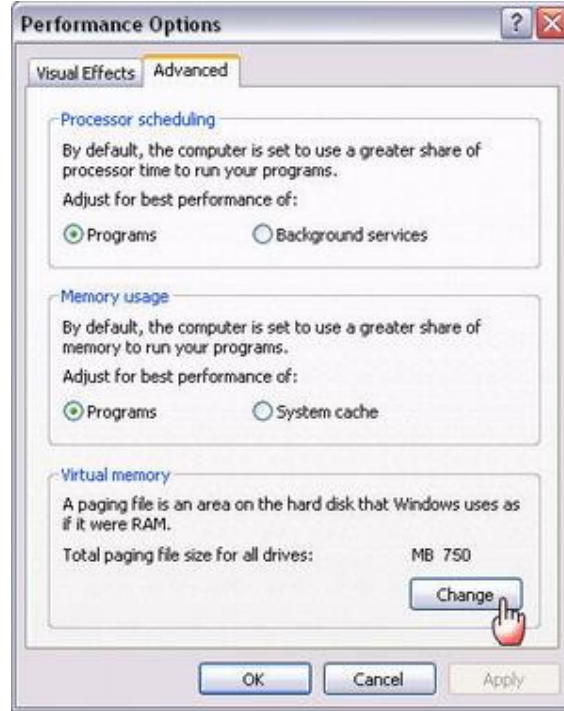 Performance Options
?
Visual Effects
Advanced
Processor scheduling
By default, the computer is set to use a greater share of
processor time to run your programs.
Adjust for best performance of:
Programs
Background services
Memory usage
By default, the computer is set to use a greater share of
memory to run your programs.
Adjust for best performance of:
Programs
System cache
Virtual memory
A paging file is an area on the hard disk that Windows uses as
if it were RAM.
Total paging file size for all drives:
MB 750
Change
OK
Cancel
Apply